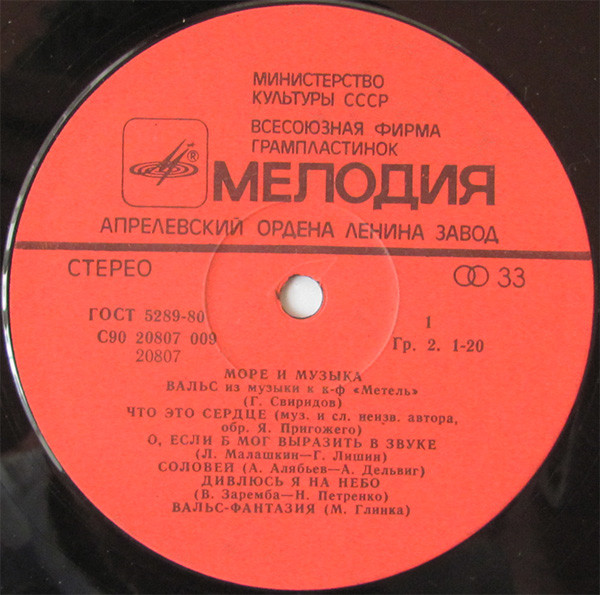 МИНИСТЕРСТВО
КУЛЬТУРЫ СССР
ВСЕСОЮЗНАЯ ФИРМА
ГРАМПЛАСТИНОК
®
МЕЛОДИЯ
АПРЕЛЕВСКИЙ ОРДЕНА ЛЕНИНА ЗАВОД
СТЕРЕО 33
ГОСТ 5289-80
С90 20807 009 1
20807 Гр. 2. 1-20
МОРЕ И МУЗЫКА
ВАЛЬС из музыки к к-ф «Метель»
(Г. Свиридов)
ЧТО ЭТО СЕРДЦЕ (муз. и сл. неизв. автора,
обр. Я. Пригожего)
О, ЕСЛИ Б МОГ ВЫРАЗИТЬ В ЗВУКЕ
(Л. Малашкин—Г. Лишин)
СОЛОВЕЙ (А. Алябьев—А. Дельвиг)
ДИВЛЮСЬ Я НА НЕБО
(В. Заремба—Н. Петренко)
ВАЛЬС-ФАНТАЗИЯ (М. Глинка)